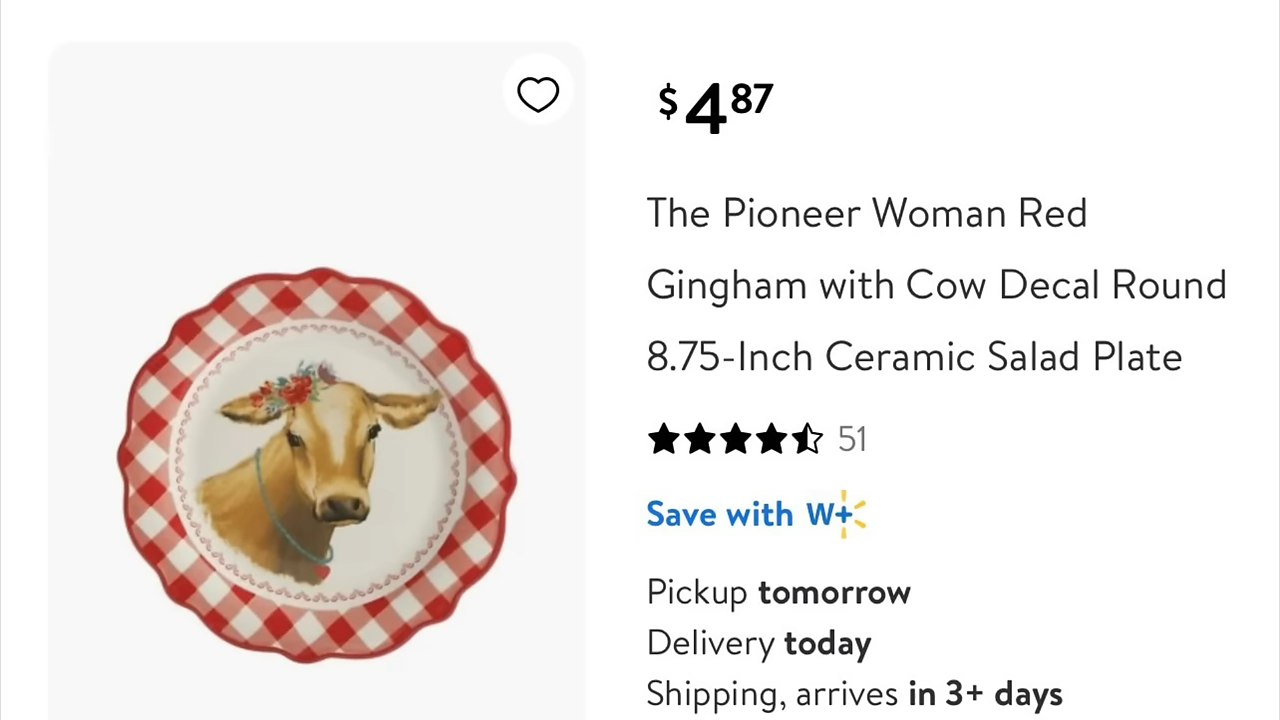 $4 87
The Pioneer Woman Red
Gingham with Cow Decal Round
8.75-Inch Ceramic Salad Plate
51
Save with W+
Pickup tomorrow
Delivery today
Shipping, arrives in 3+ days